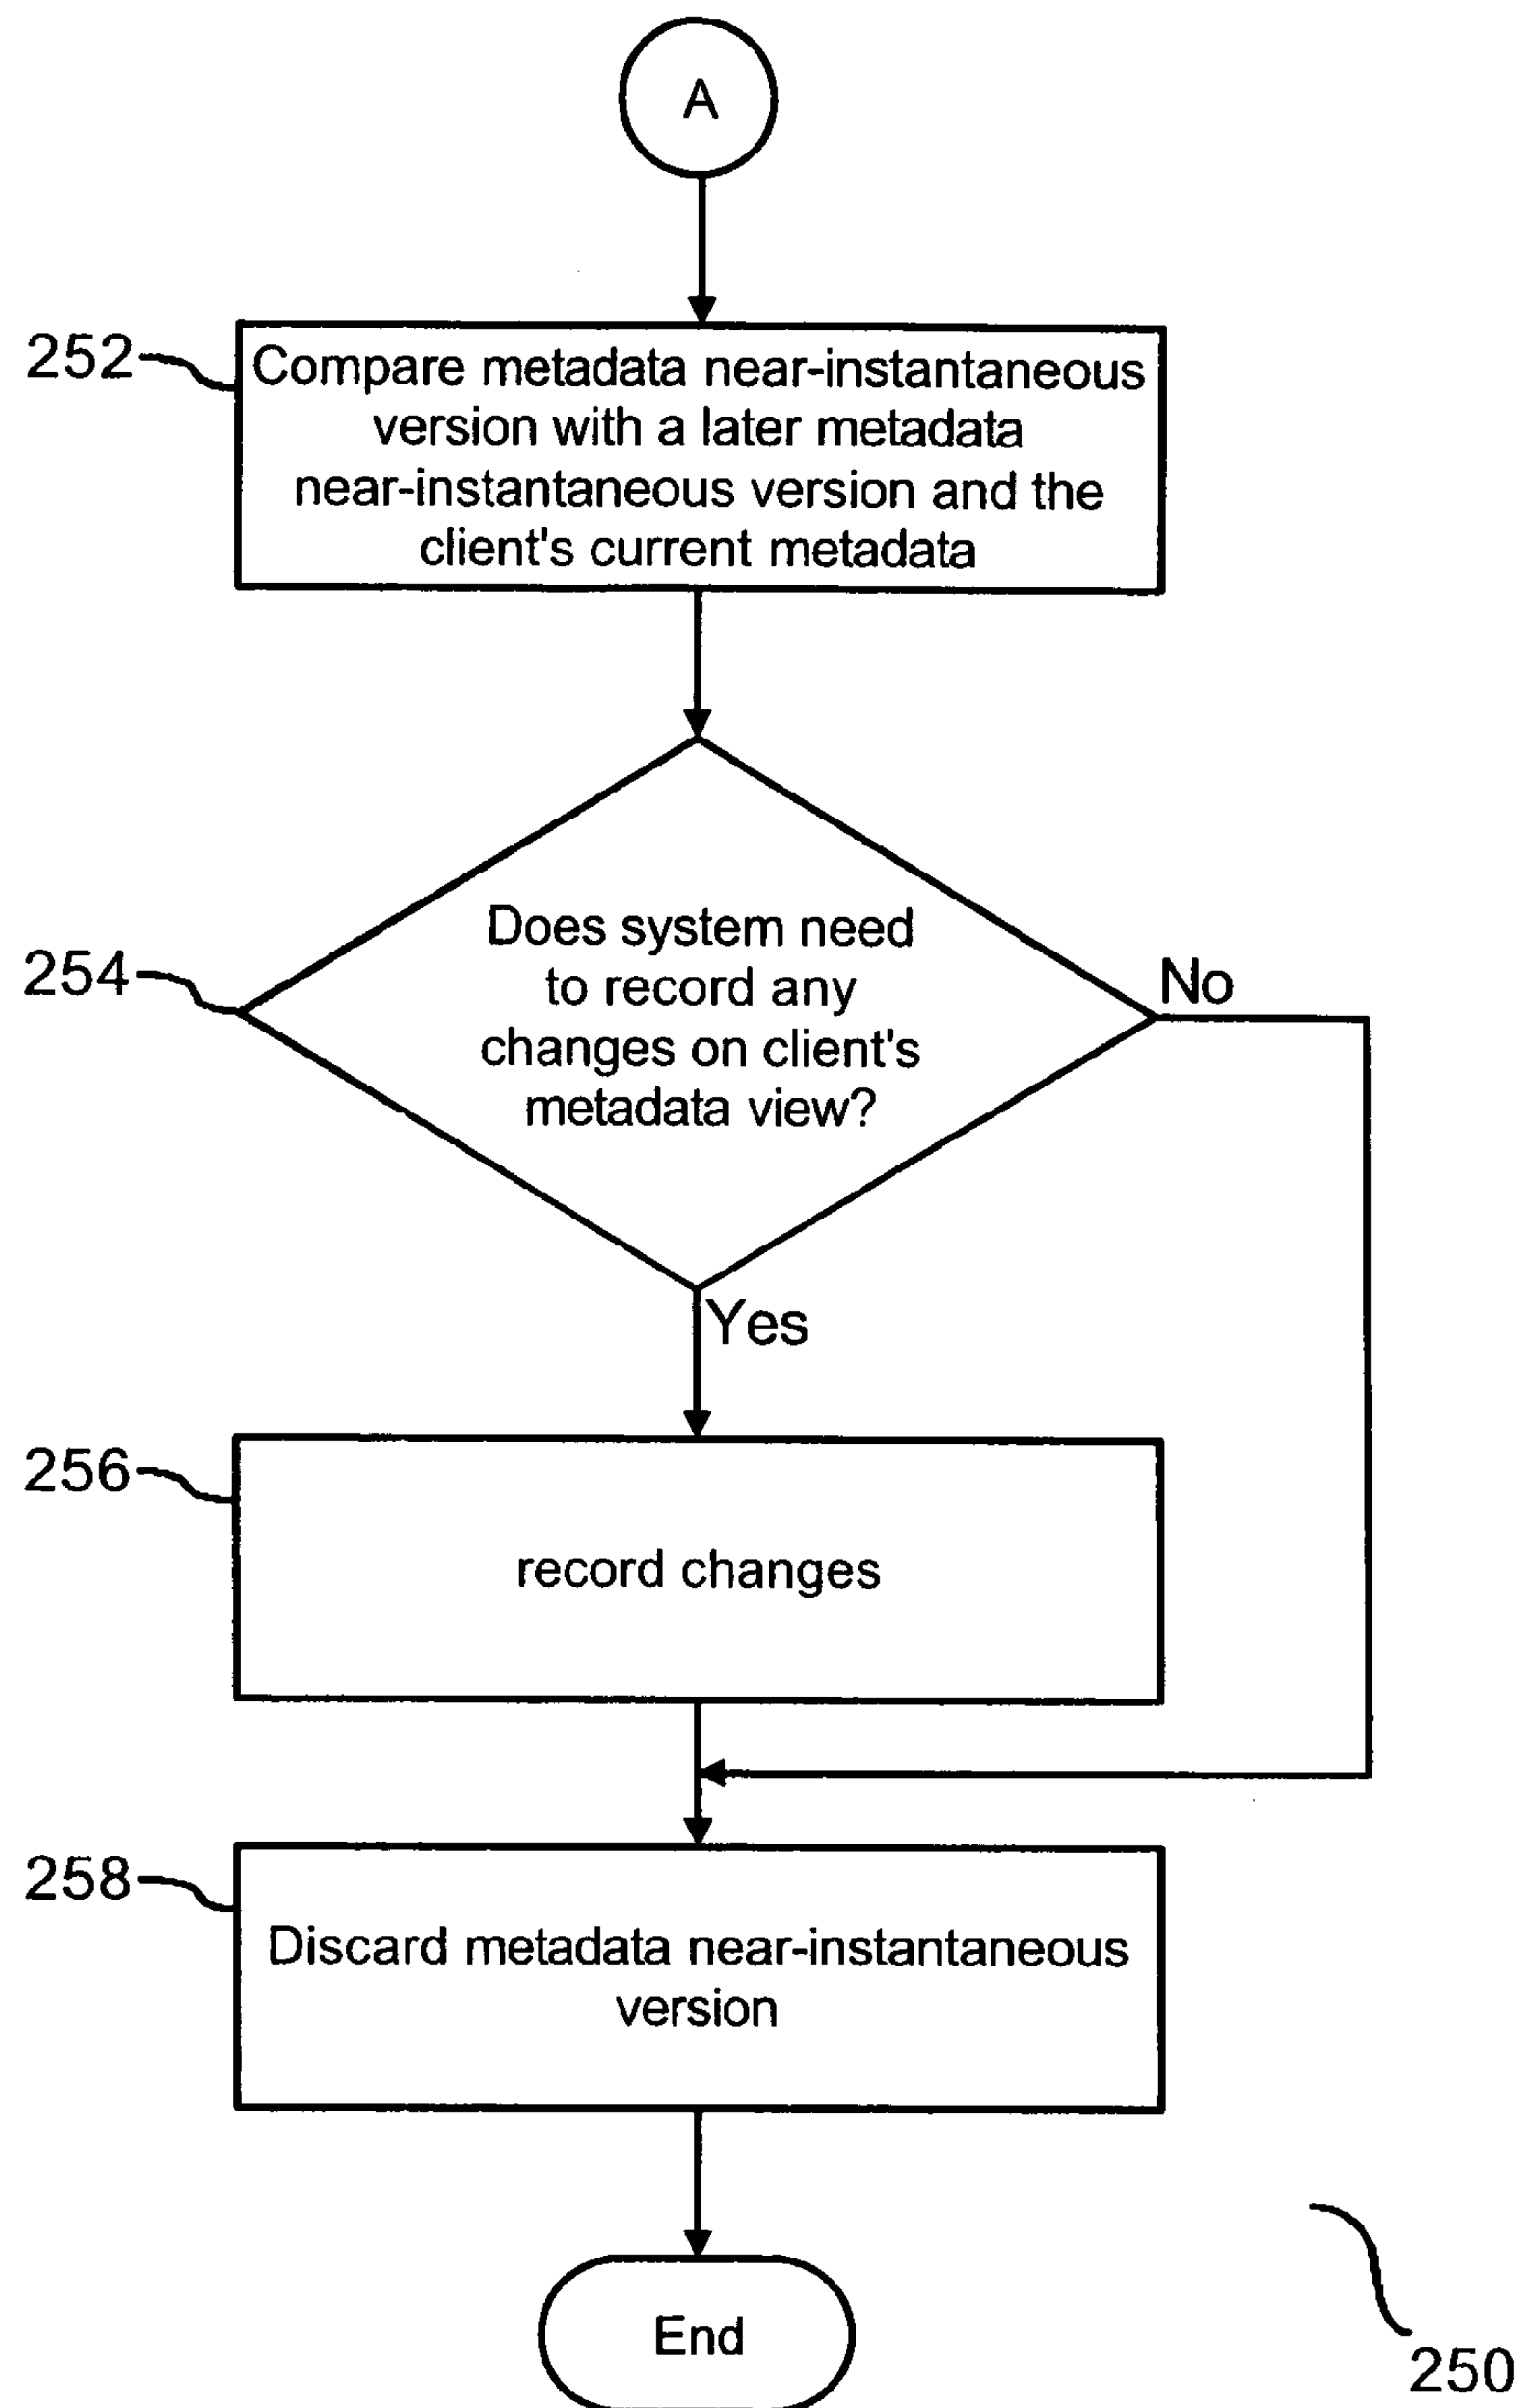 A
252
Compare metadata near-instantaneous
version with a later metadata
near-instantaneous version and the
client's current metadata
254
Does system need
to record any
changes on client's
metadata view?
No
Yes
256
record changes
258
Discard metadata near-instantaneous
version
End
250